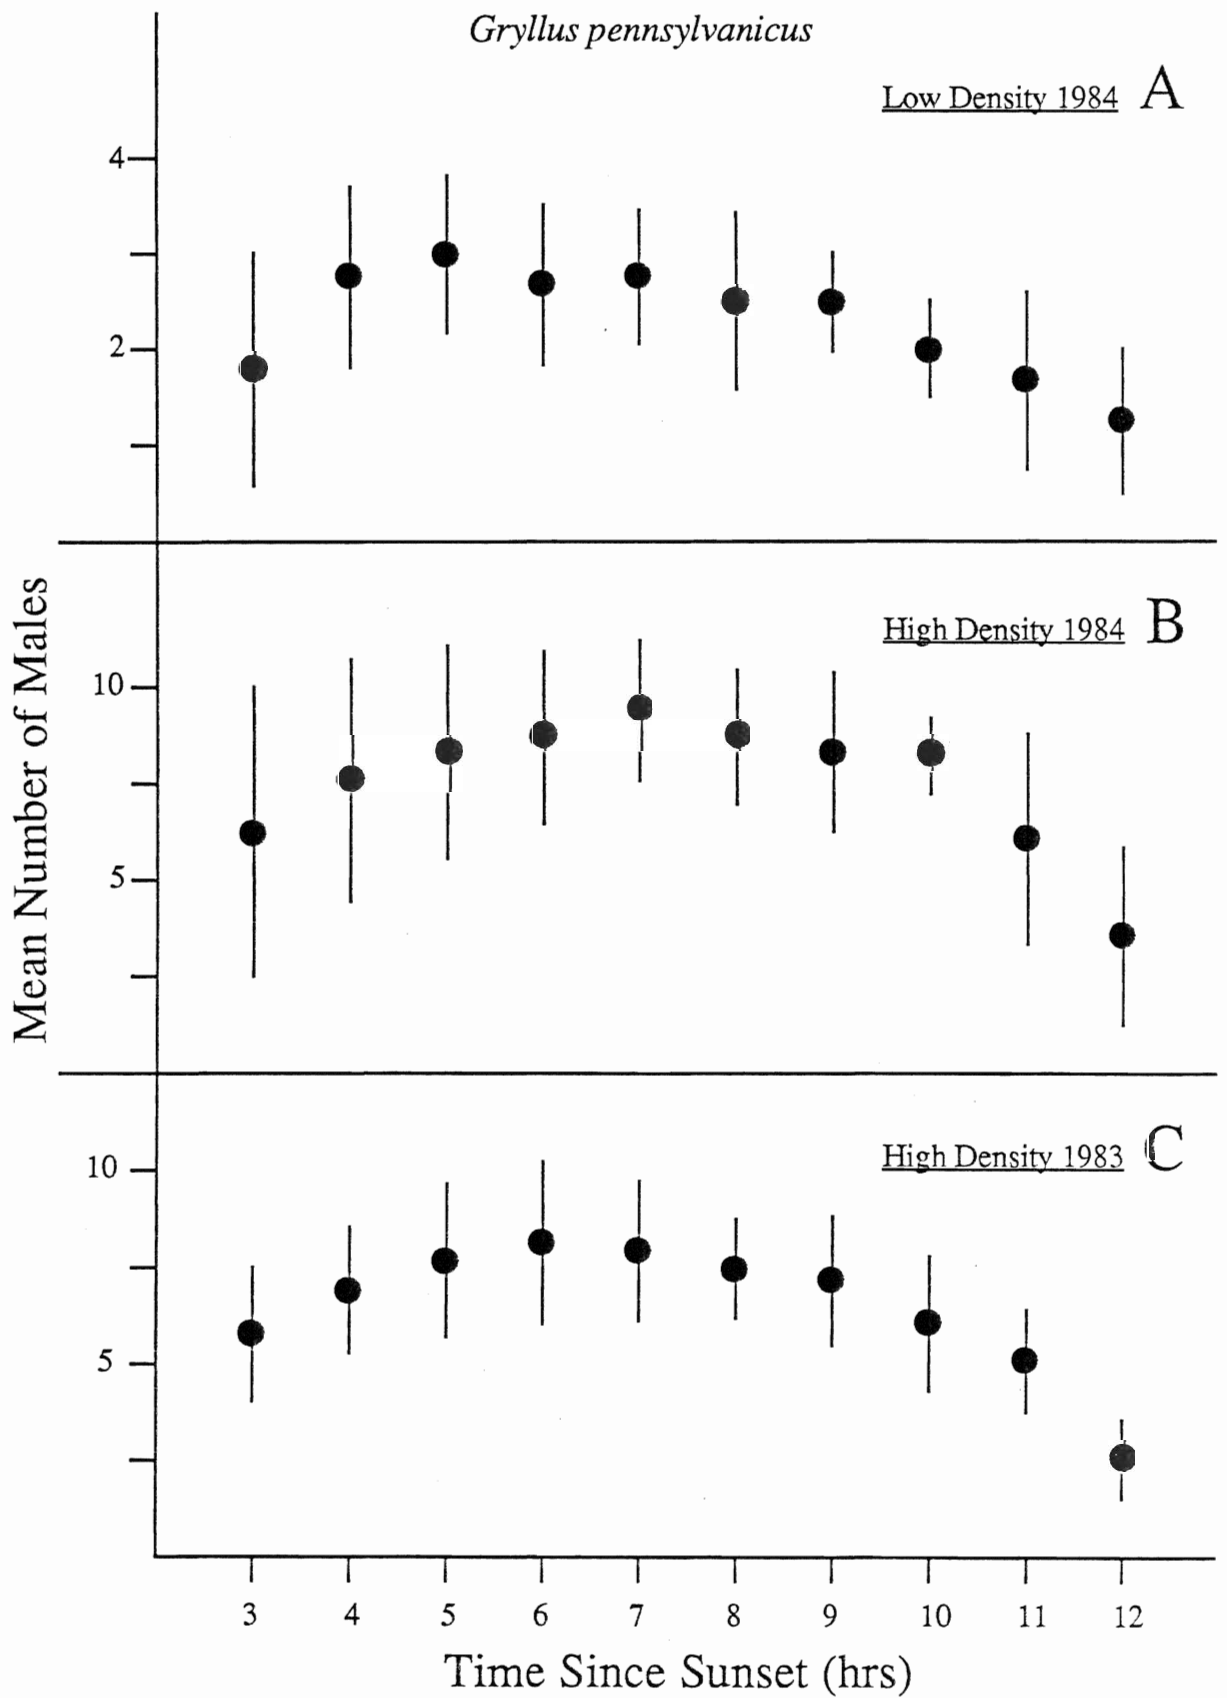 Gryllus pennsylvanicus
Low Density 1984 A
4
2
High Density 1984 B
10
5
Mean Number of Males
High Density 1983 C
10
5
3 4 5 6 7 8 9 10 11 12
Time Since Sunset (hrs)